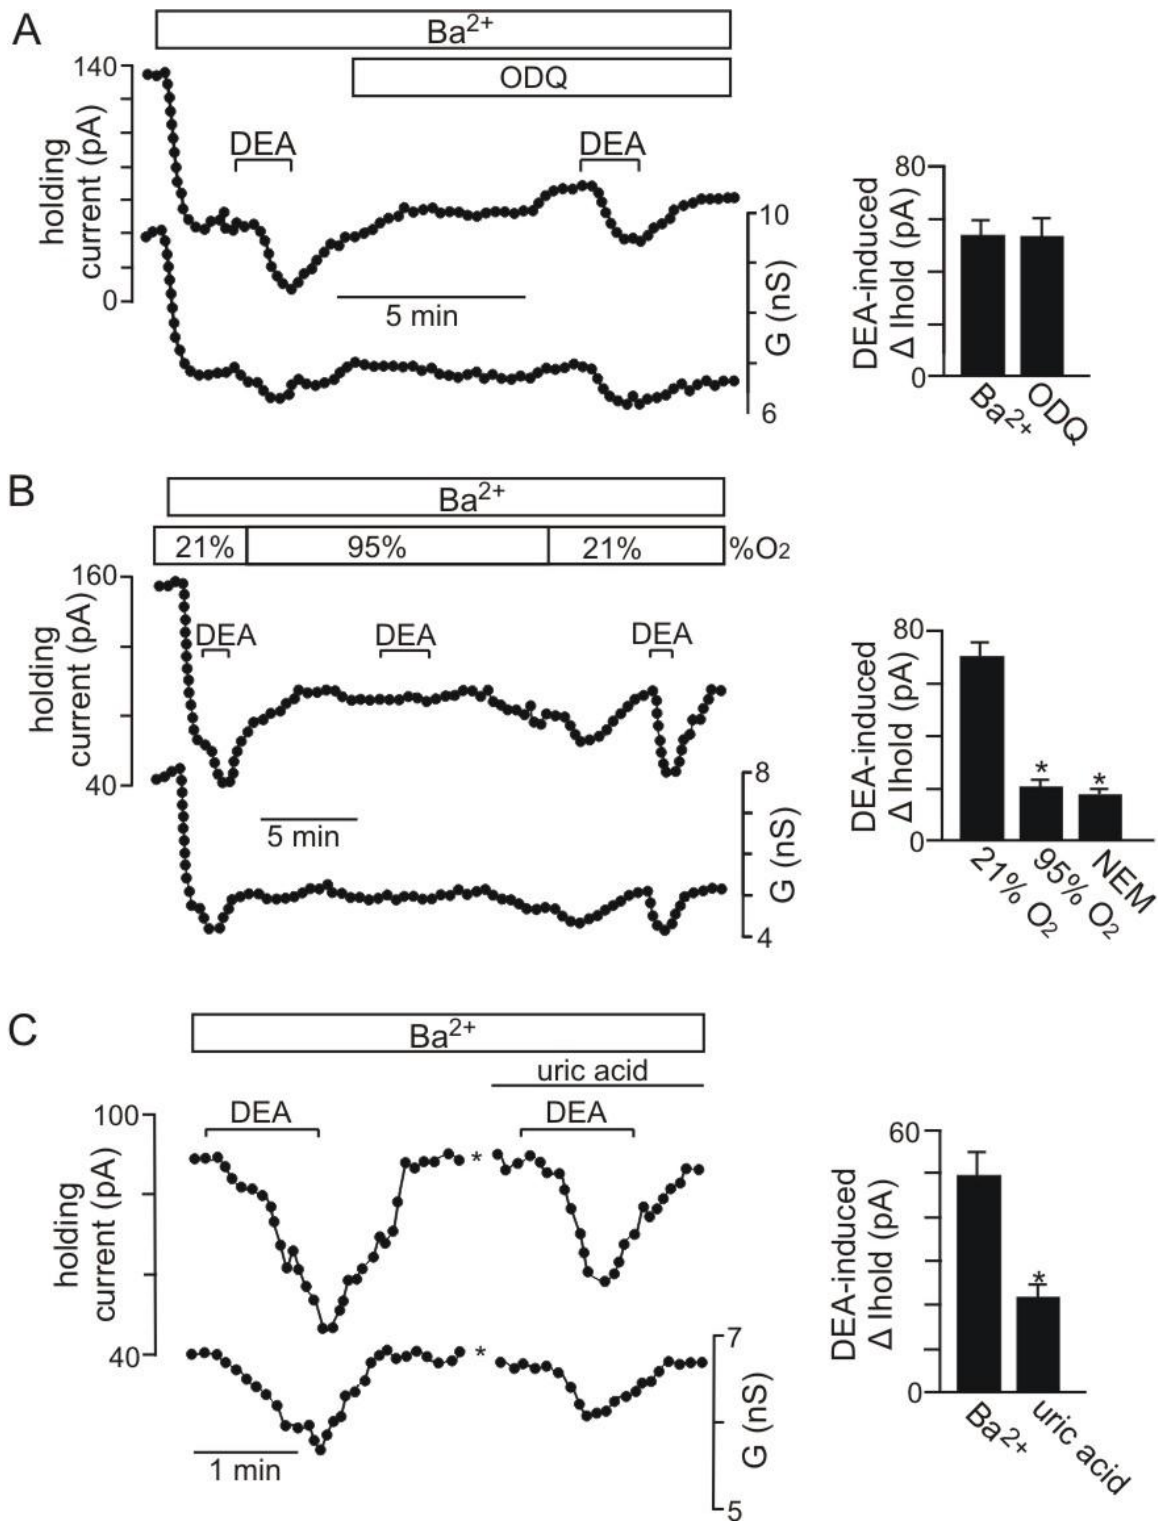 A
Ba2+
ODQ
140
holding
current (pA)
0
DEA
DEA
5 min
10
G (nS)
6
80
DEA-induced
Δ Ihold (pA)
0
Ba2+
ODQ
B
Ba2+
21%
95%
21%
%O2
160
holding
current (pA)
40
DEA
DEA
DEA
5 min
8
G (nS)
4
80
DEA-induced
Δ Ihold (pA)
0
*
*
21% O2
95% O2
NEM
C
Ba2+
uric acid
100
holding
current (pA)
40
DEA
DEA
*
*
1 min
7
G (nS)
5
60
DEA-induced
Δ Ihold (pA)
0
*
Ba2+
uric acid